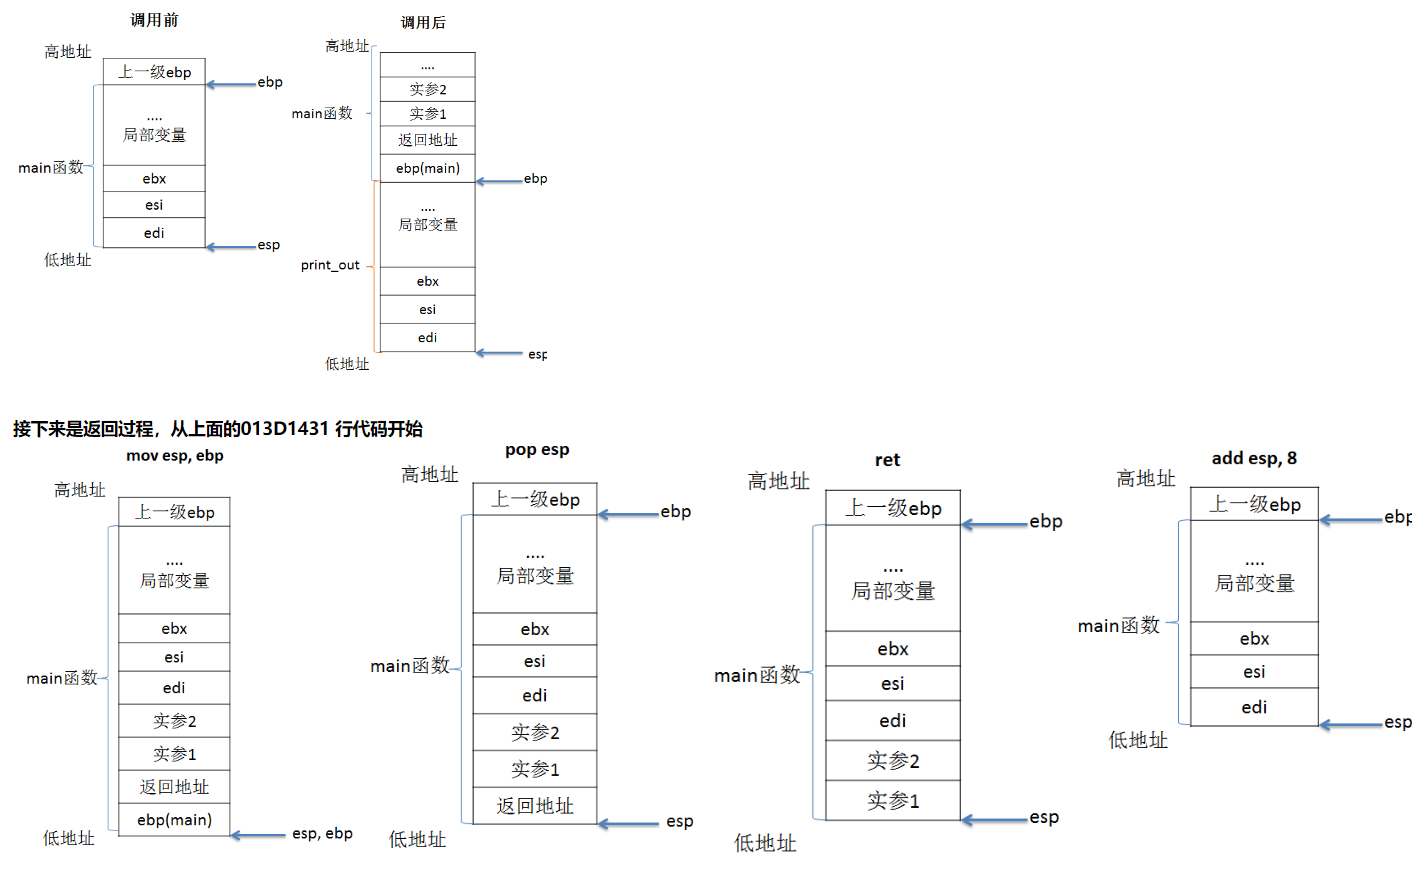 调用前
高地址
上一级ebp
ebp
....
局部变量
main函数
ebx
esi
edi
esp
低地址
调用后
高地址
....
实参2
实参1
main函数
返回地址
ebp(main)
ebp
....
局部变量
print_out
ebx
esi
edi
esp
低地址
接下来是返回过程，从上面的013D1431 行代码开始
mov esp, ebp
高地址
上一级ebp
....
局部变量
ebx
esi
main函数
edi
实参2
实参1
返回地址
ebp(main)
esp, ebp
低地址
pop esp
高地址
上一级ebp
ebp
....
局部变量
ebx
esi
main函数
edi
实参2
实参1
返回地址
esp
低地址
ret
高地址
上一级ebp
ebp
....
局部变量
ebx
main函数
esi
edi
实参2
实参1
esp
低地址
add esp, 8
高地址
上一级ebp
ebp
....
局部变量
main函数
ebx
esi
edi
esp
低地址